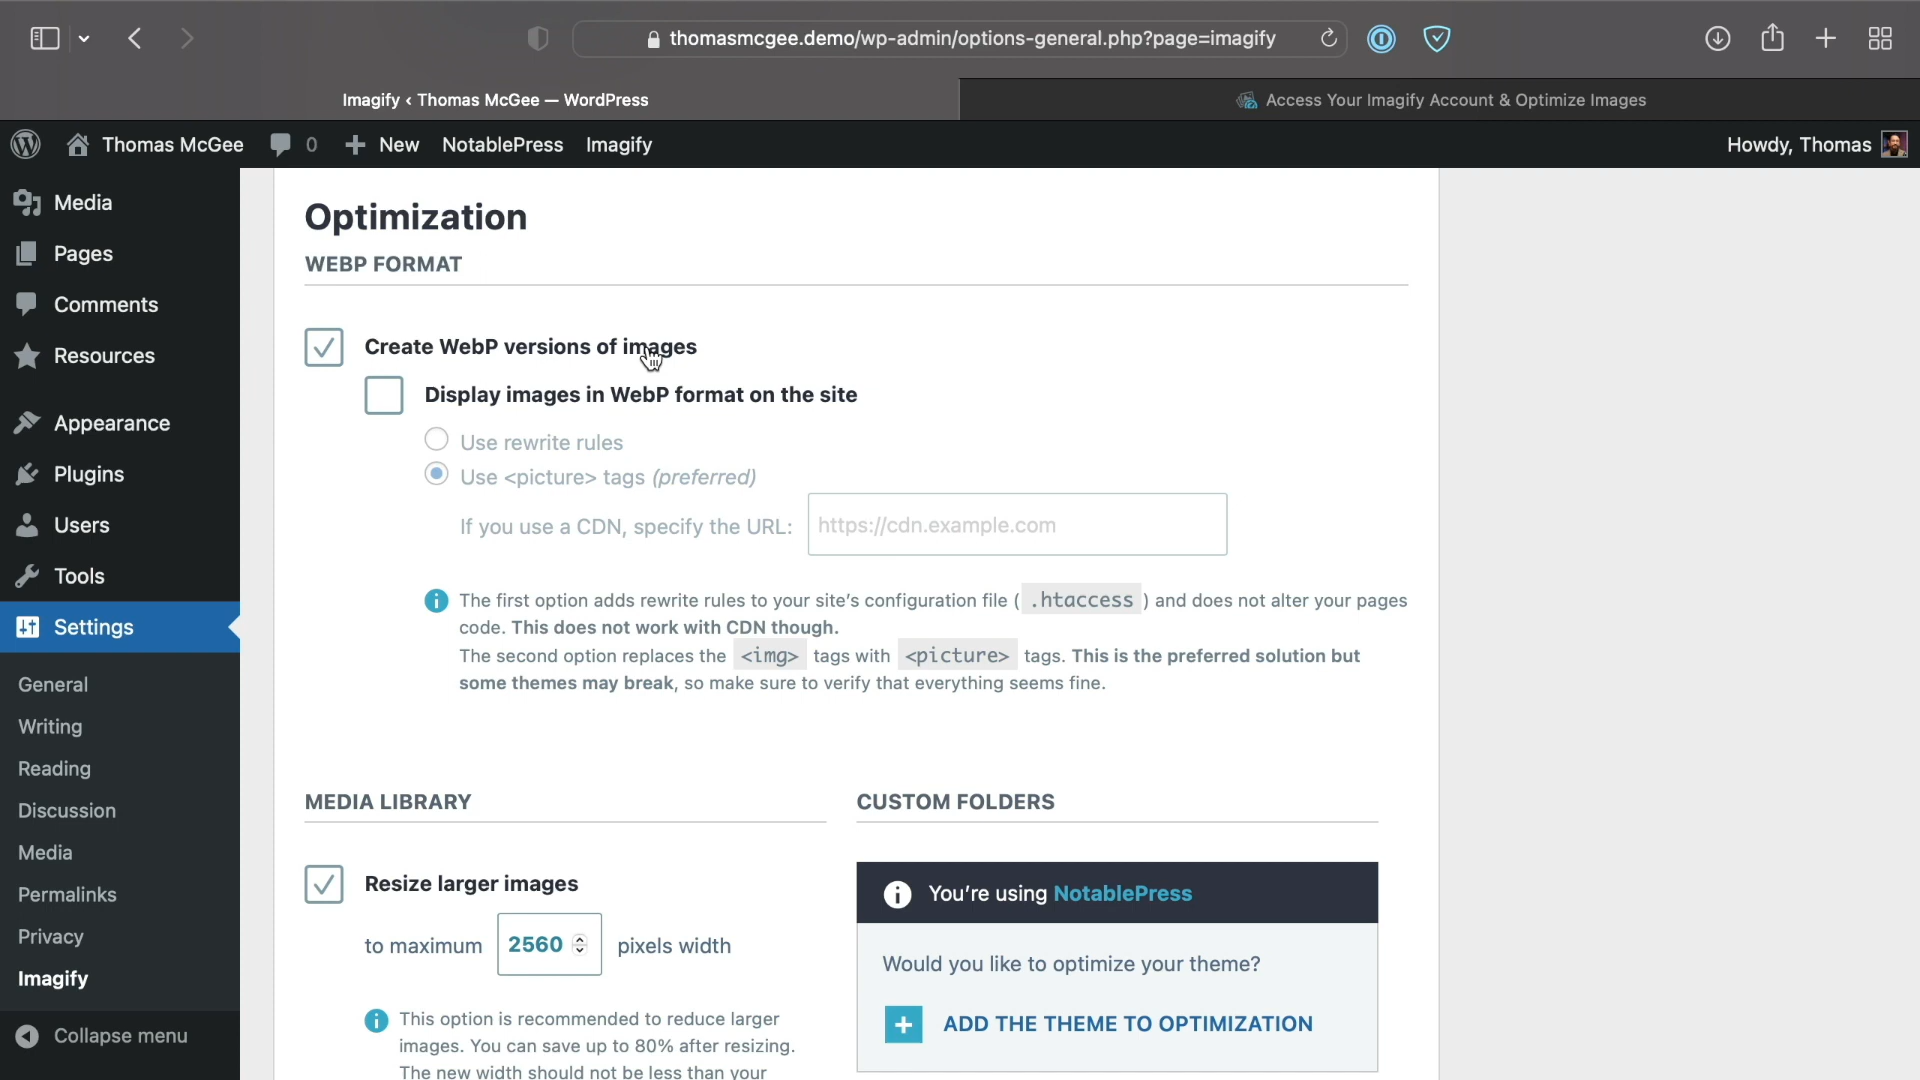 thomasmcgee.demo/wp-admin/options-general.php?page=imagify
Imagify ‹ Thomas McGee — WordPress
Access Your Imagify Account & Optimize Images
Thomas McGee 0 New NotablePress Imagify Howdy, Thomas
Media
Pages
Comments
Resources
Appearance
Plugins
Users
Tools
Settings
General
Writing
Reading
Discussion
Media
Permalinks
Privacy
Imagify
Collapse menu
Optimization
WEBP FORMAT
Create WebP versions of images
Display images in WebP format on the site
Use rewrite rules
Use <picture> tags (preferred)
If you use a CDN, specify the URL: https://cdn.example.com
The first option adds rewrite rules to your site's configuration file ( .htaccess ) and does not alter your pages
code. This does not work with CDN though.
The second option replaces the <img> tags with <picture> tags. This is the preferred solution but
some themes may break, so make sure to verify that everything seems fine.
MEDIA LIBRARY
Resize larger images
to maximum 2560 pixels width
This option is recommended to reduce larger
images. You can save up to 80% after resizing.
The new width should not be less than your
CUSTOM FOLDERS
You're using NotablePress
Would you like to optimize your theme?
ADD THE THEME TO OPTIMIZATION